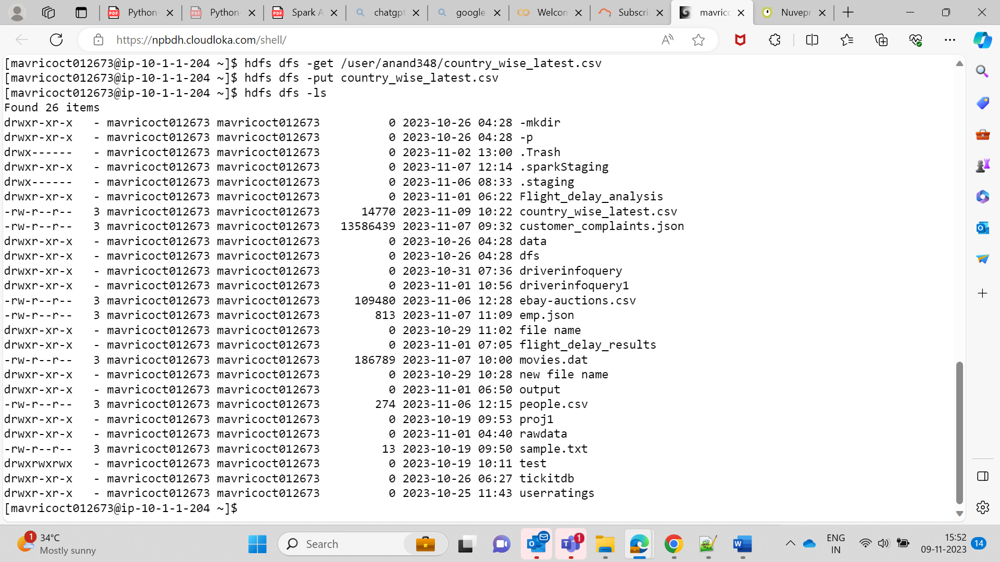 Python-
Python-
Spark A
chatgpt
google
Welcom
Subscri
mavrico
Nuvepr
https://npbdh.cloudloka.com/shell/
[mavricoct012673@ip-10-1-1-204 ~]$ hdfs dfs -get /user/anand348/country_wise_latest.csv
[mavricoct012673@ip-10-1-1-204 ~]$ hdfs dfs -put country_wise_latest.csv
[mavricoct012673@ip-10-1-1-204 ~]$ hdfs dfs -ls
Found 26 items
drwxr-xr-x   - mavricoct012673 mavricoct012673          0 2023-10-26 04:28 -mkdir
drwxr-xr-x   - mavricoct012673 mavricoct012673          0 2023-10-26 04:28 -p
drwx------   - mavricoct012673 mavricoct012673          0 2023-11-02 13:00 .Trash
drwxr-xr-x   - mavricoct012673 mavricoct012673          0 2023-11-07 12:14 .sparkStaging
drwx------   - mavricoct012673 mavricoct012673          0 2023-11-06 08:33 .staging
drwxr-xr-x   - mavricoct012673 mavricoct012673          0 2023-11-01 06:22 Flight_delay_analysis
-rw-r--r--   3 mavricoct012673 mavricoct012673      14770 2023-11-09 10:22 country_wise_latest.csv
-rw-r--r--   3 mavricoct012673 mavricoct012673   13586439 2023-11-07 09:32 customer_complaints.json
drwxr-xr-x   - mavricoct012673 mavricoct012673          0 2023-10-26 04:28 data
drwxr-xr-x   - mavricoct012673 mavricoct012673          0 2023-10-26 04:28 dfs
drwxr-xr-x   - mavricoct012673 mavricoct012673          0 2023-10-31 07:36 driverinfoquery
drwxr-xr-x   - mavricoct012673 mavricoct012673          0 2023-11-01 10:56 driverinfoquery1
-rw-r--r--   3 mavricoct012673 mavricoct012673     109480 2023-11-06 12:28 ebay-auctions.csv
-rw-r--r--   3 mavricoct012673 mavricoct012673        813 2023-11-07 11:09 emp.json
drwxr-xr-x   - mavricoct012673 mavricoct012673          0 2023-10-29 11:02 file name
drwxr-xr-x   - mavricoct012673 mavricoct012673          0 2023-11-01 07:05 flight_delay_results
-rw-r--r--   3 mavricoct012673 mavricoct012673     186789 2023-11-07 10:00 movies.dat
drwxr-xr-x   - mavricoct012673 mavricoct012673          0 2023-10-29 10:28 new file name
drwxr-xr-x   - mavricoct012673 mavricoct012673          0 2023-11-01 06:50 output
-rw-r--r--   3 mavricoct012673 mavricoct012673        274 2023-11-06 12:15 people.csv
drwxr-xr-x   - mavricoct012673 mavricoct012673          0 2023-10-19 09:53 proj1
drwxr-xr-x   - mavricoct012673 mavricoct012673          0 2023-11-01 04:40 rawdata
-rw-r--r--   3 mavricoct012673 mavricoct012673         13 2023-10-19 09:50 sample.txt
drwxrwxrwx   - mavricoct012673 mavricoct012673          0 2023-10-19 10:11 test
drwxr-xr-x   - mavricoct012673 mavricoct012673          0 2023-10-26 06:27 tickitdb
drwxr-xr-x   - mavricoct012673 mavricoct012673          0 2023-10-25 11:43 userratings
[mavricoct012673@ip-10-1-1-204 ~]$
1
34°C
Mostly sunny
Search
1
ENG
IN
15:52
09-11-2023
14